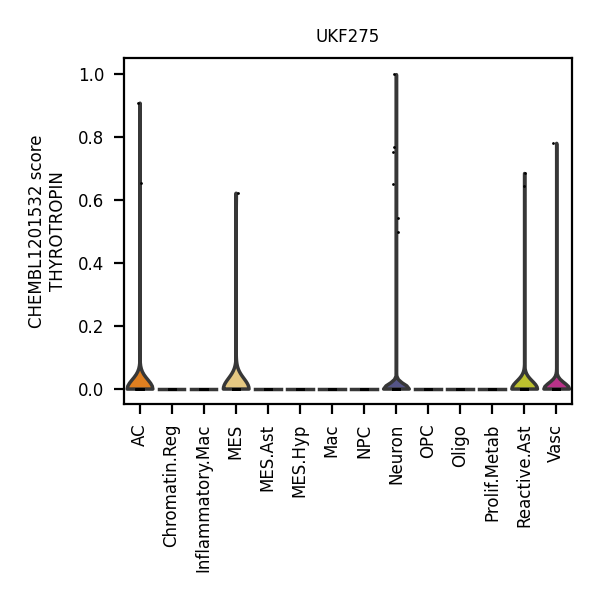 UKF275
CHEMBL1201532 score
THYROTROPIN
1.0
0.8
0.6
0.4
0.2
0.0
AC
Chromatin.Reg
Inflammatory.Mac
MES
MES.Ast
MES.Hyp
Mac
NPC
Neuron
OPC
Oligo
Prolif.Metab
Reactive.Ast
Vasc